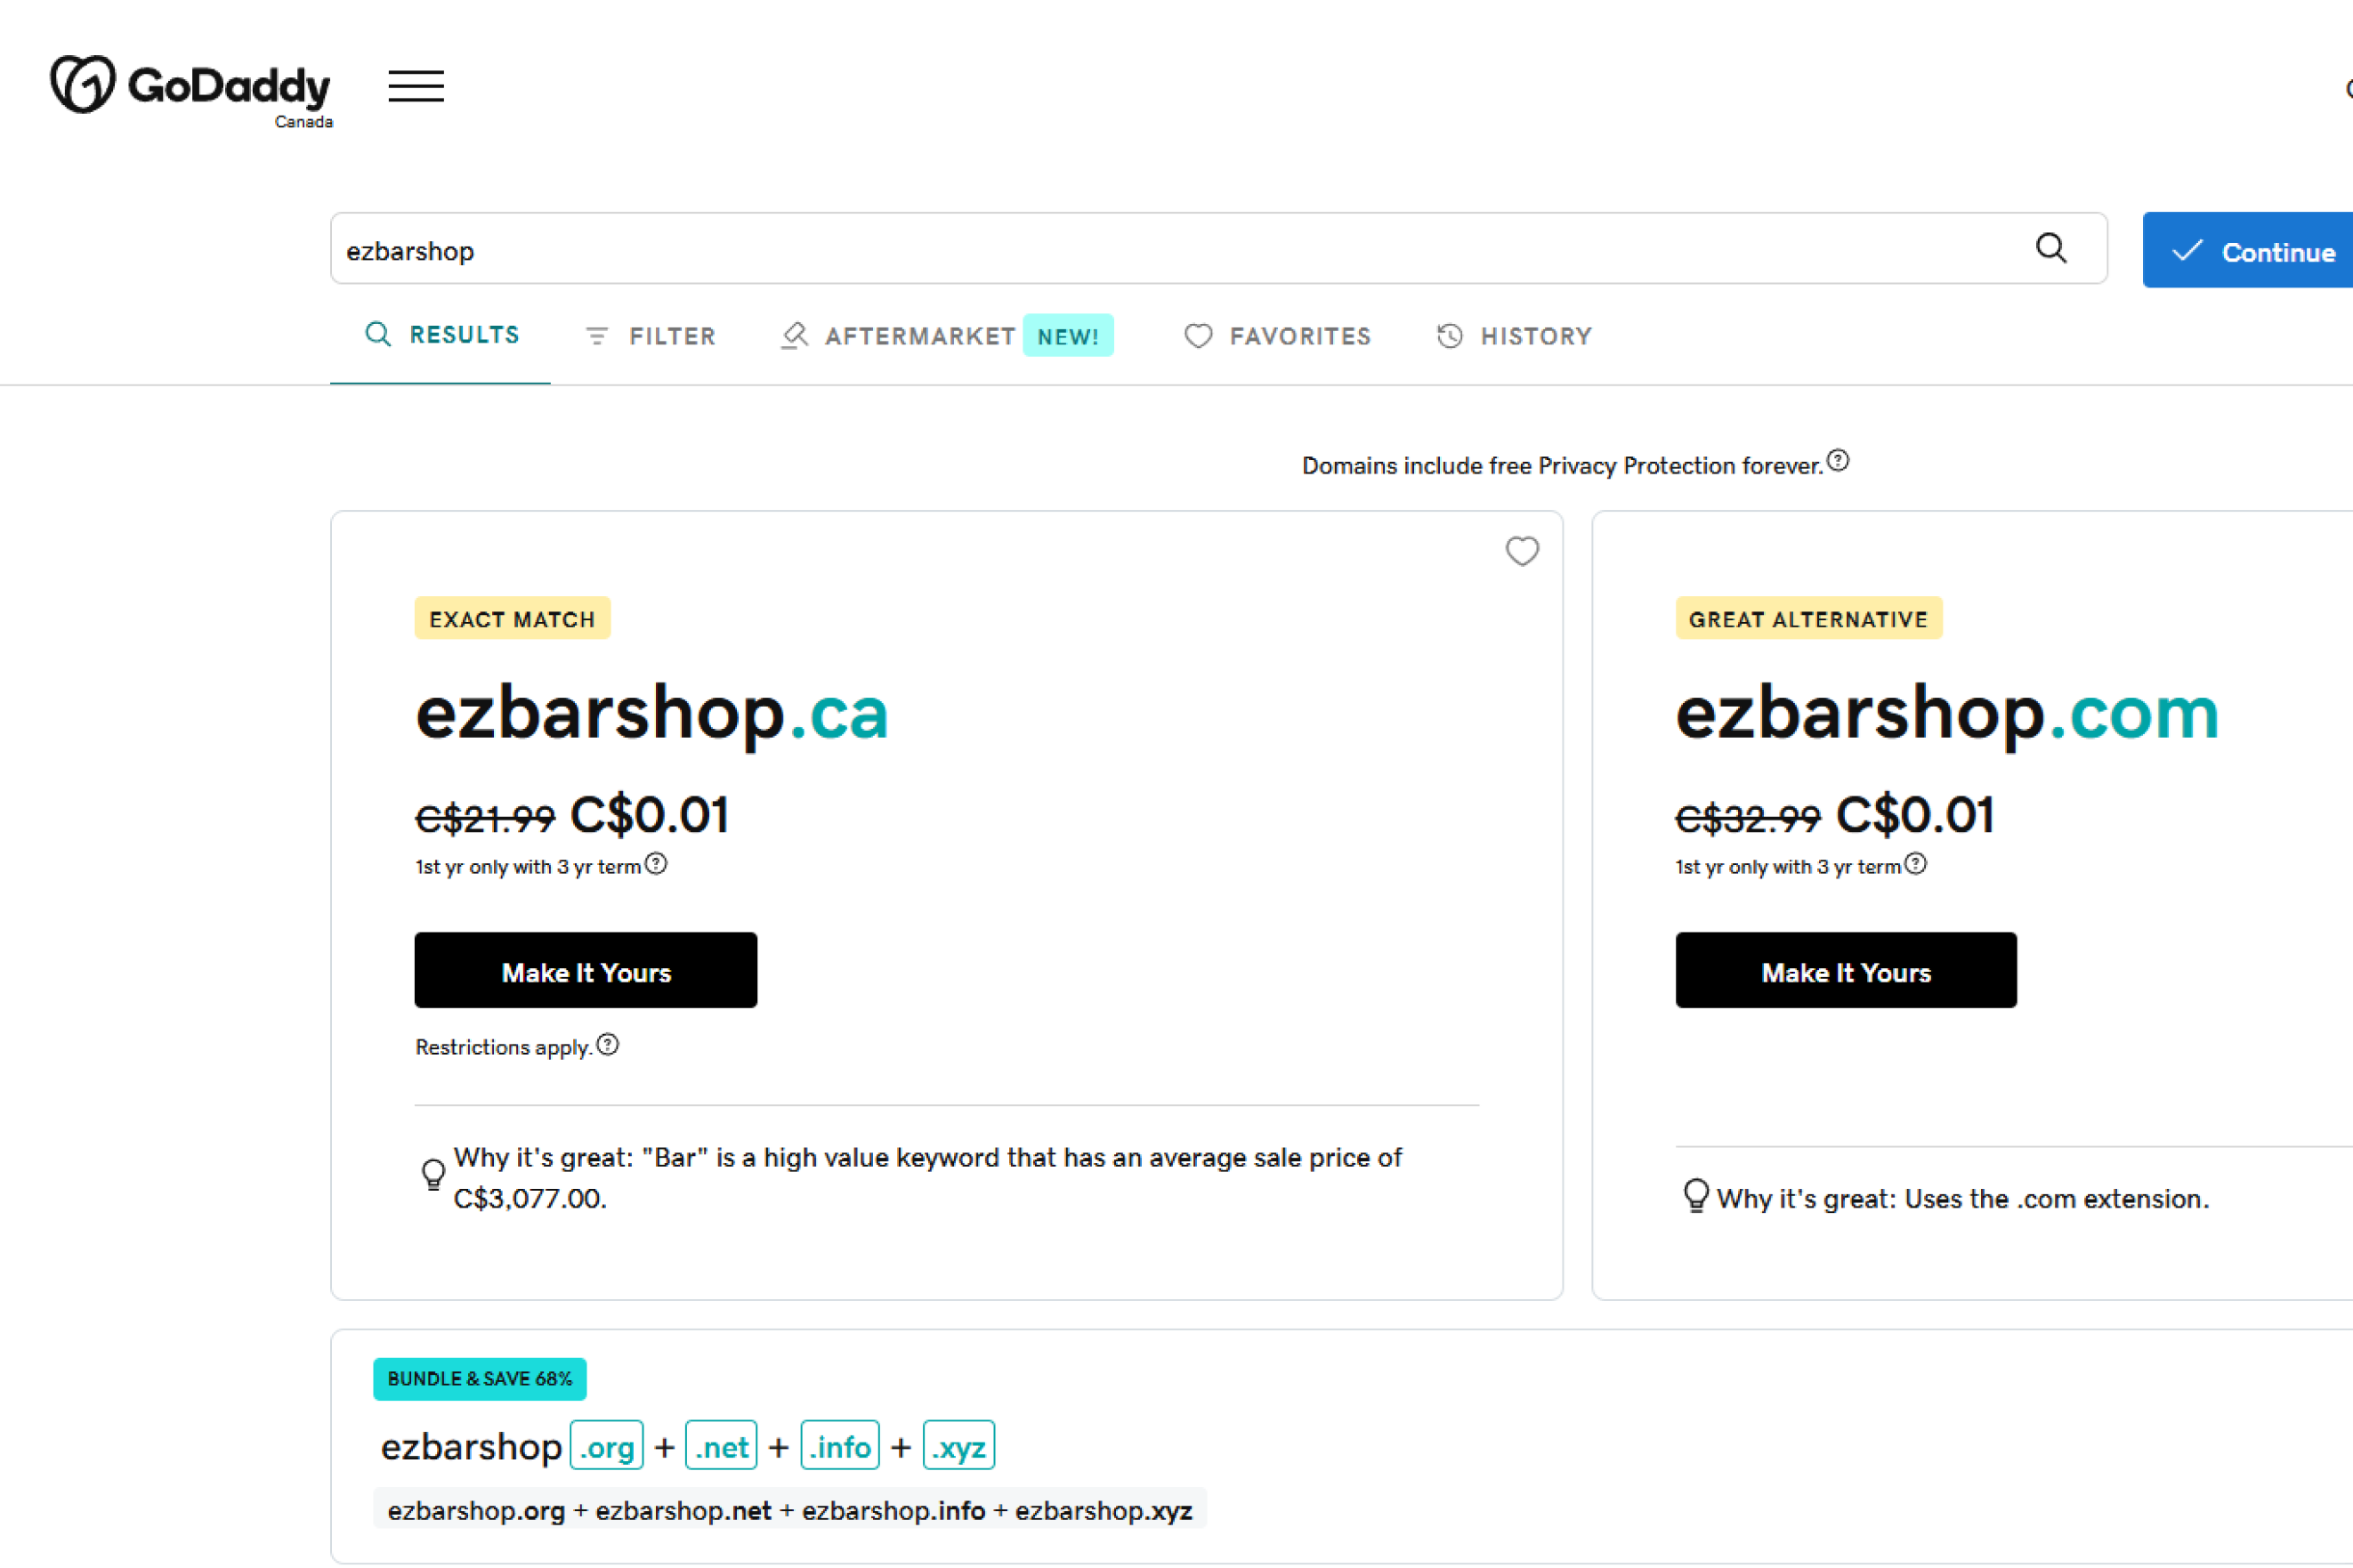 GoDaddy
Canada
ezbarshop
Continue
RESULTS
FILTER
AFTERMARKET NEW!
FAVORITES
HISTORY
Domains include free Privacy Protection forever.
EXACT MATCH
ezbarshop.ca
C$21.99 C$0.01
1st yr only with 3 yr term
Make It Yours
Restrictions apply.
Why it's great: "Bar" is a high value keyword that has an average sale price of
C$3,077.00.
GREAT ALTERNATIVE
ezbarshop.com
C$32.99 C$0.01
1st yr only with 3 yr term
Make It Yours
Why it's great: Uses the .com extension.
BUNDLE & SAVE 68%
ezbarshop .org + .net + .info + .xyz
ezbarshop.org + ezbarshop.net + ezbarshop.info + ezbarshop.xyz